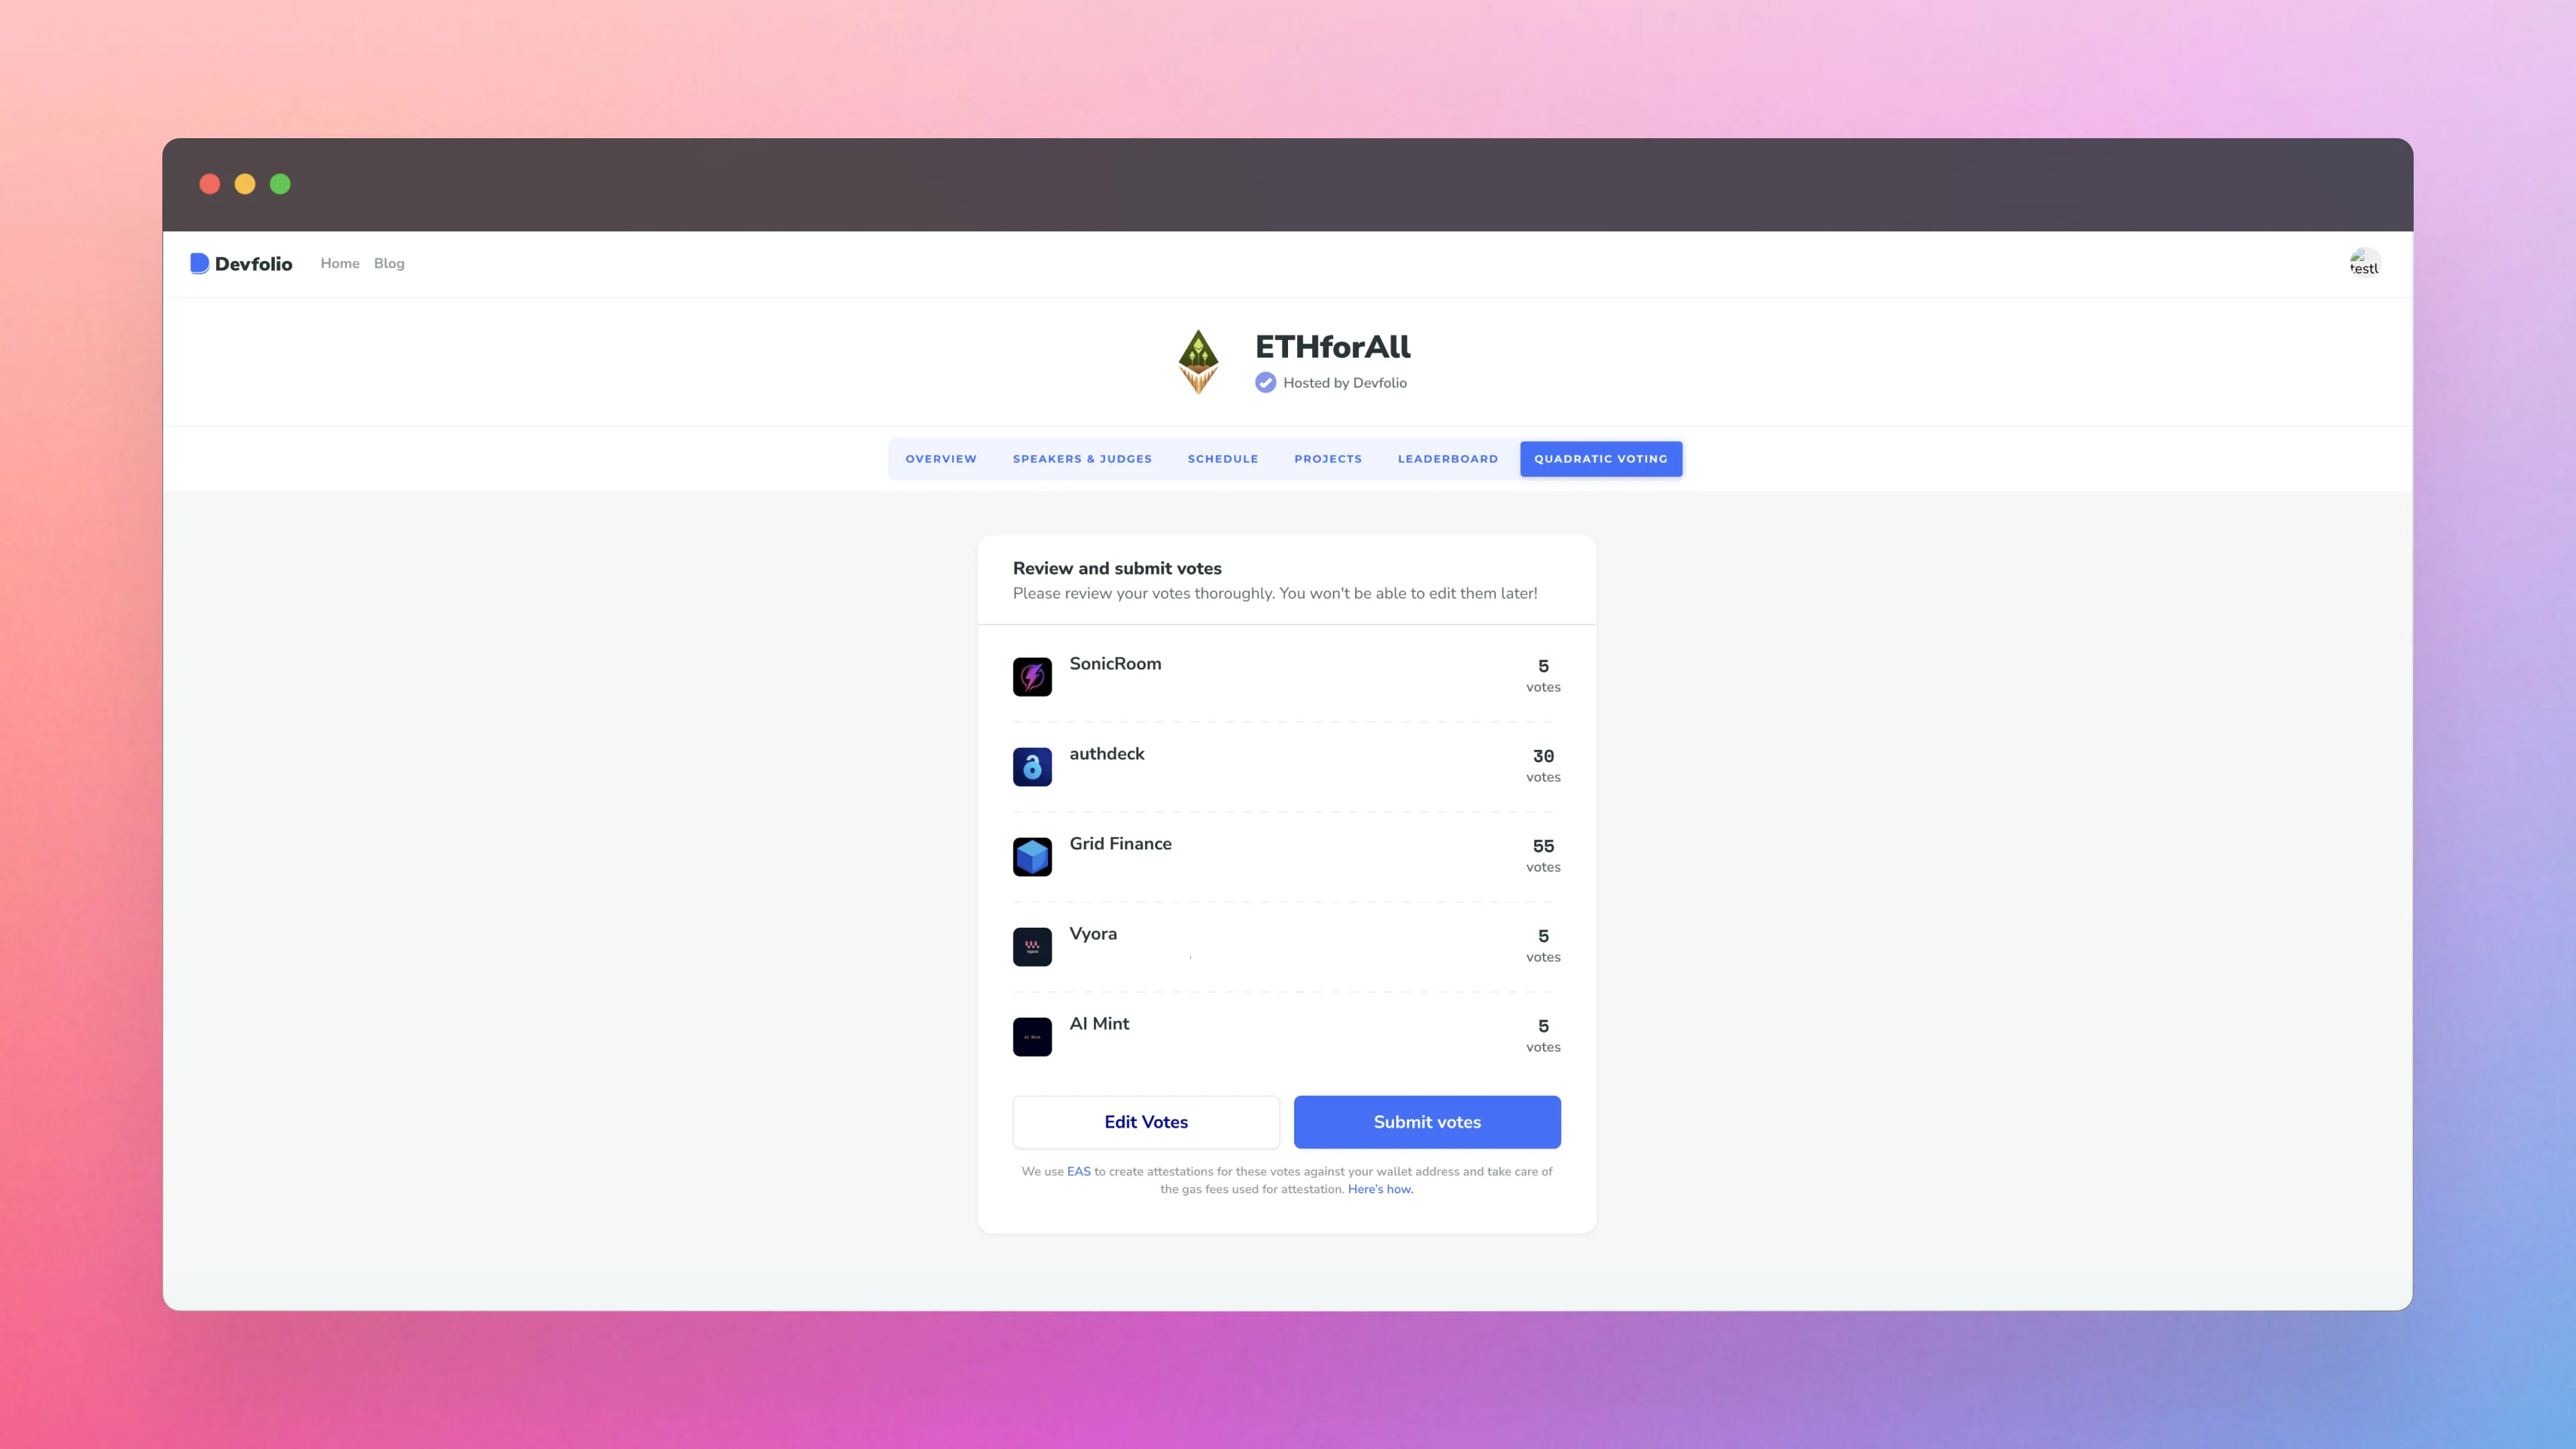 Devfolio
Home
Blog
testl
ETHforAll
Hosted by Devfolio
OVERVIEW
SPEAKERS & JUDGES
SCHEDULE
PROJECTS
LEADERBOARD
QUADRATIC VOTING
Review and submit votes
Please review your votes thoroughly. You won't be able to edit them later!
SonicRoom
5
votes
authdeck
30
votes
Grid Finance
55
votes
Vyora
Vyora
5
votes
AI Mint
AI Mint
5
votes
Edit Votes
Submit votes
We use EAS to create attestations for these votes against your wallet address and take care of
the gas fees used for attestation. Here's how.